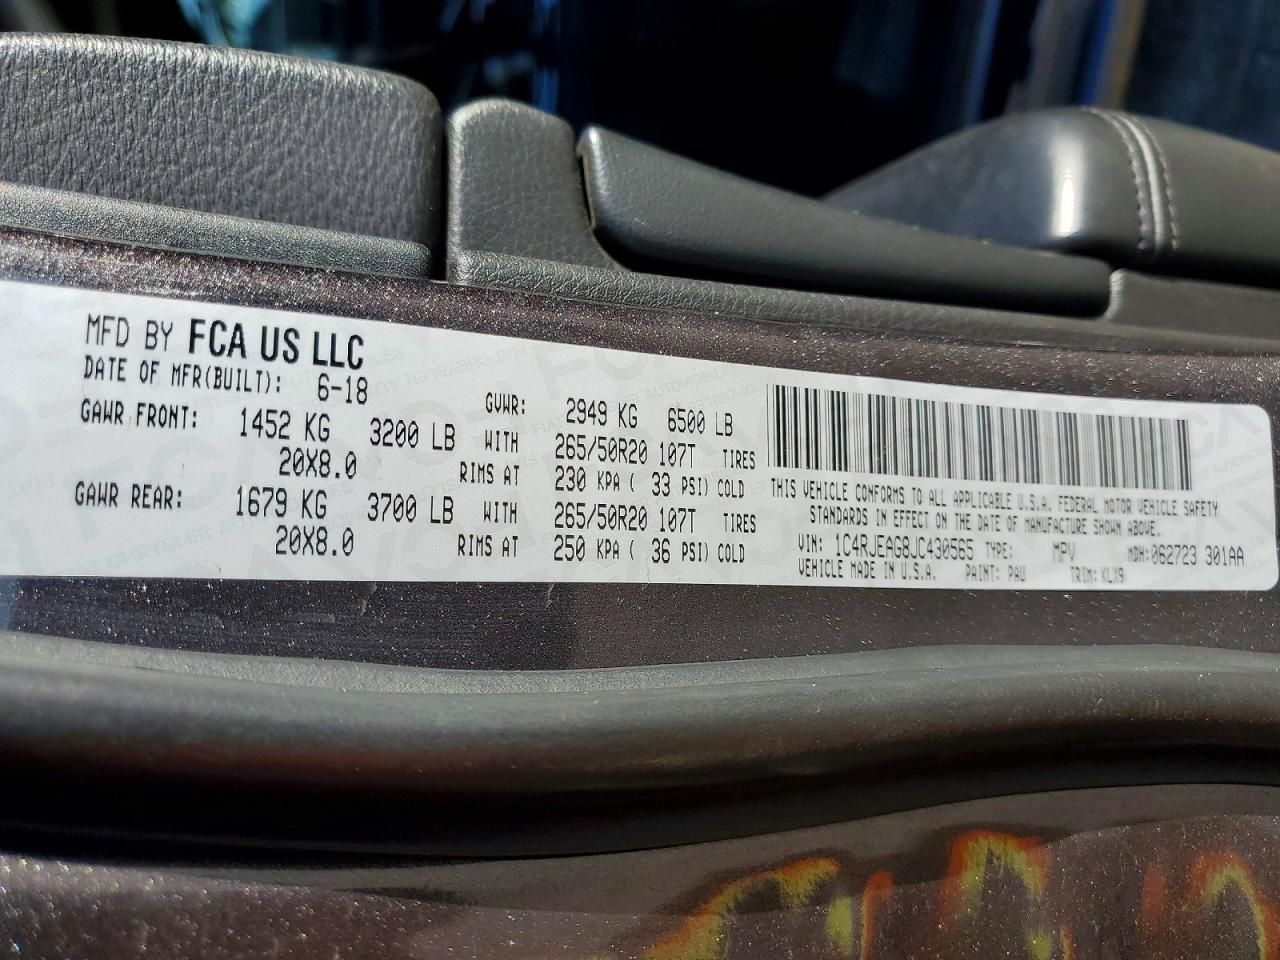 MFD BY FCA US LLC
DATE OF MFR(BUILT): 6-18 GVWR: 2949 KG 6500 LB
GAWR FRONT: 1452 KG 3200 LB WITH 265/50R20 107T TIRES
20X8.0 RIMS AT 230 KPA ( 33 PSI) COLD
GAWR REAR: 1679 KG 3700 LB WITH 265/50R20 107T TIRES
20X8.0 RIMS AT 250 KPA ( 36 PSI) COLD
THIS VEHICLE CONFORMS TO ALL APPLICABLE U.S.A. FEDERAL MOTOR VEHICLE SAFETY
STANDARDS IN EFFECT ON THE DATE OF MANUFACTURE SHOWN ABOVE.
VIN: 1C4RJEAG8JC430565 TYPE: MPV MDH: 062723 301AA
VEHICLE MADE IN U.S.A. PAINT: PAU TRIM: KLX9